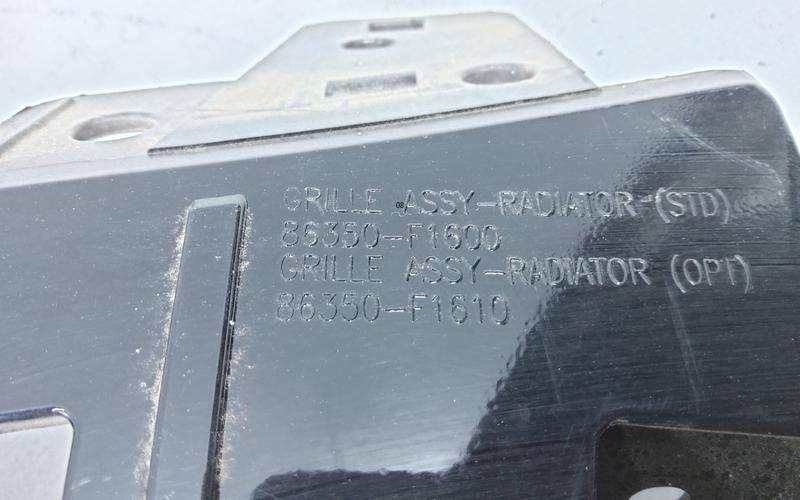 GRILLE ASSY-RADIATOR (STD)
86350-F1600
GRILLE ASSY-RADIATOR (OPT)
86350-F1610